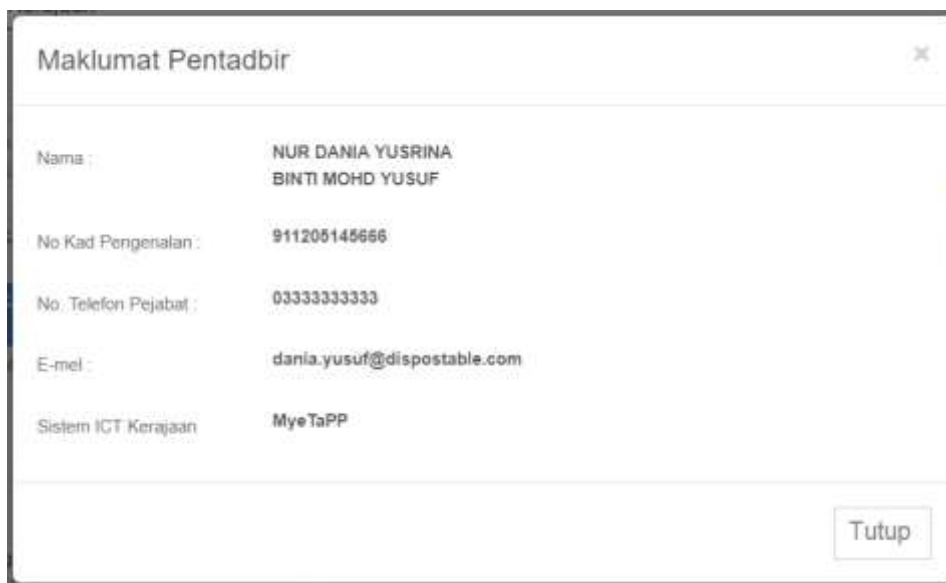 Maklumat Pentadbir
×
Nama : NUR DANIA YUSRINA
BINTI MOHD YUSUF
No Kad Pengenalan : 911205145666
No. Telefon Pejabat : 03333333333
E-mel : dania.yusuf@dispostable.com
Sistem ICT Kerajaan MyeTaPP
Tutup